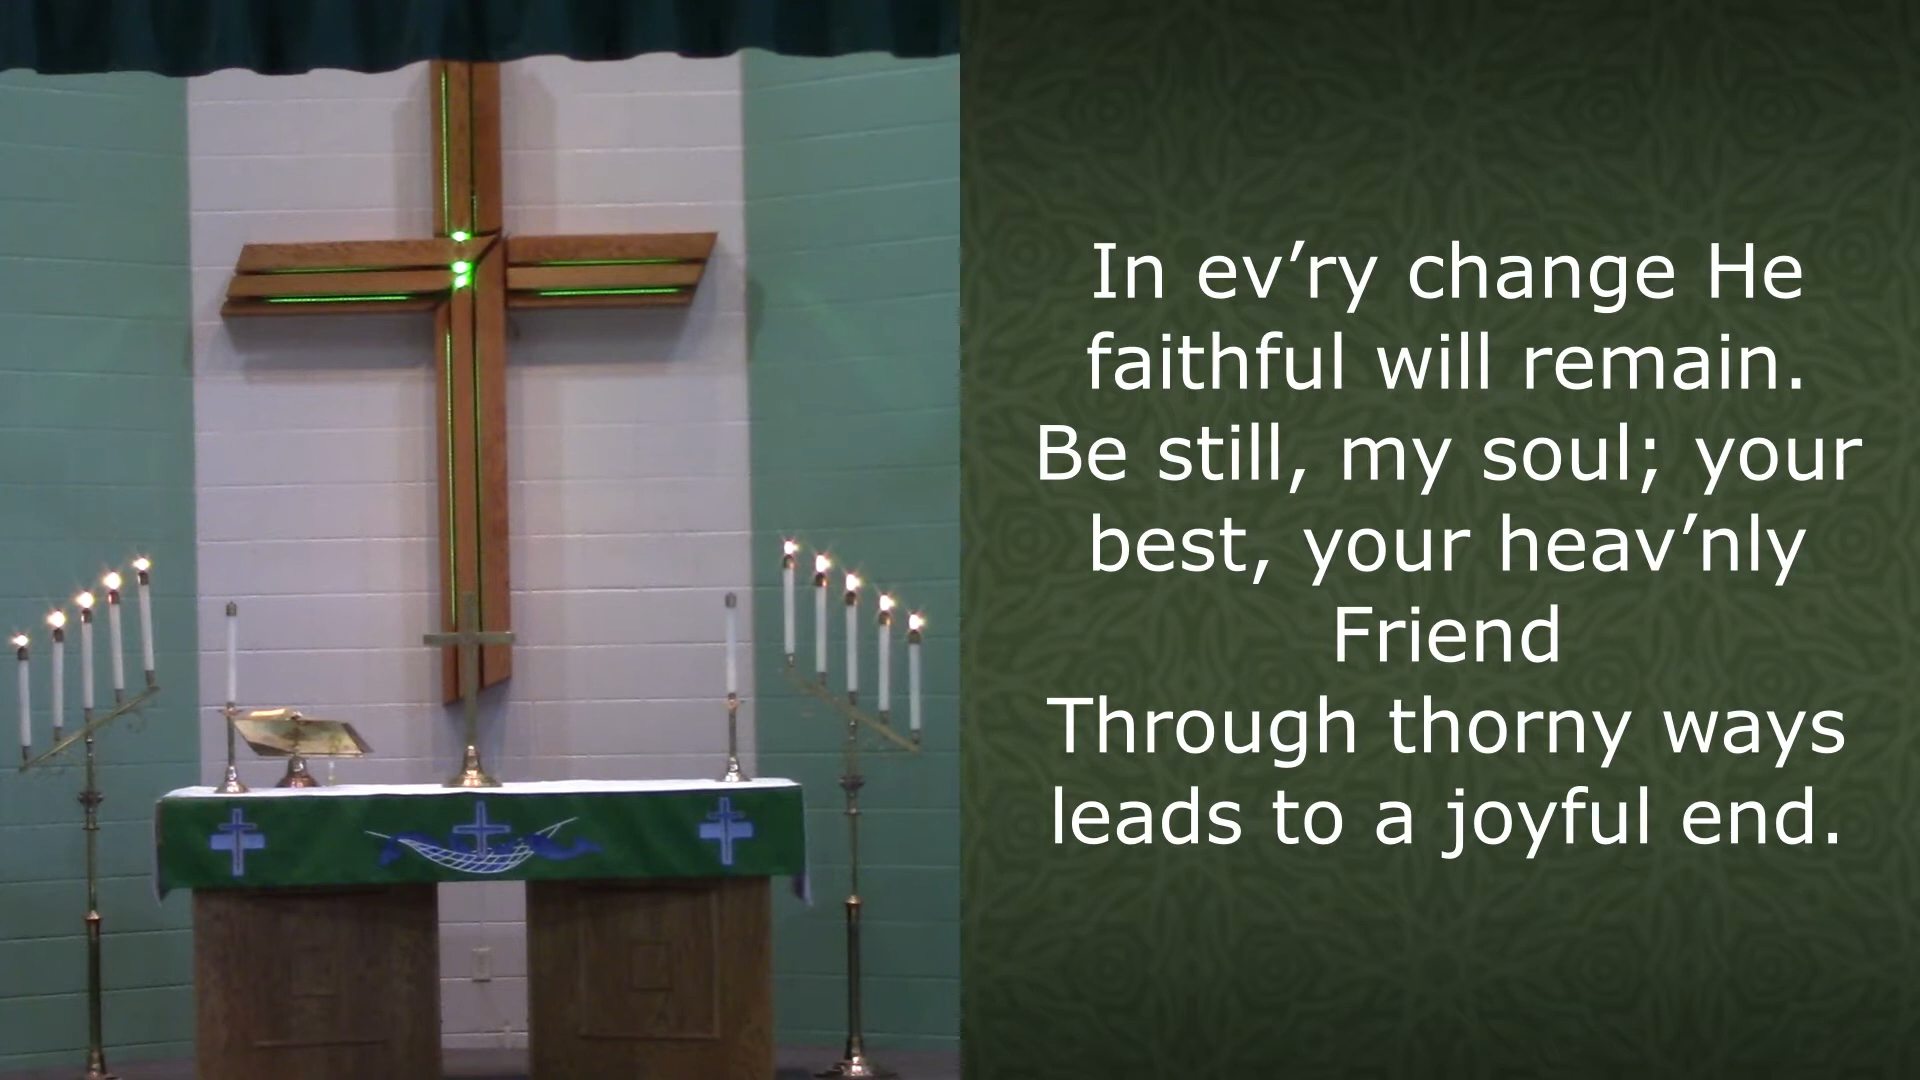 In ev’ry change He
faithful will remain.
Be still, my soul; your
best, your heav’nly
Friend
Through thorny ways
leads to a joyful end.